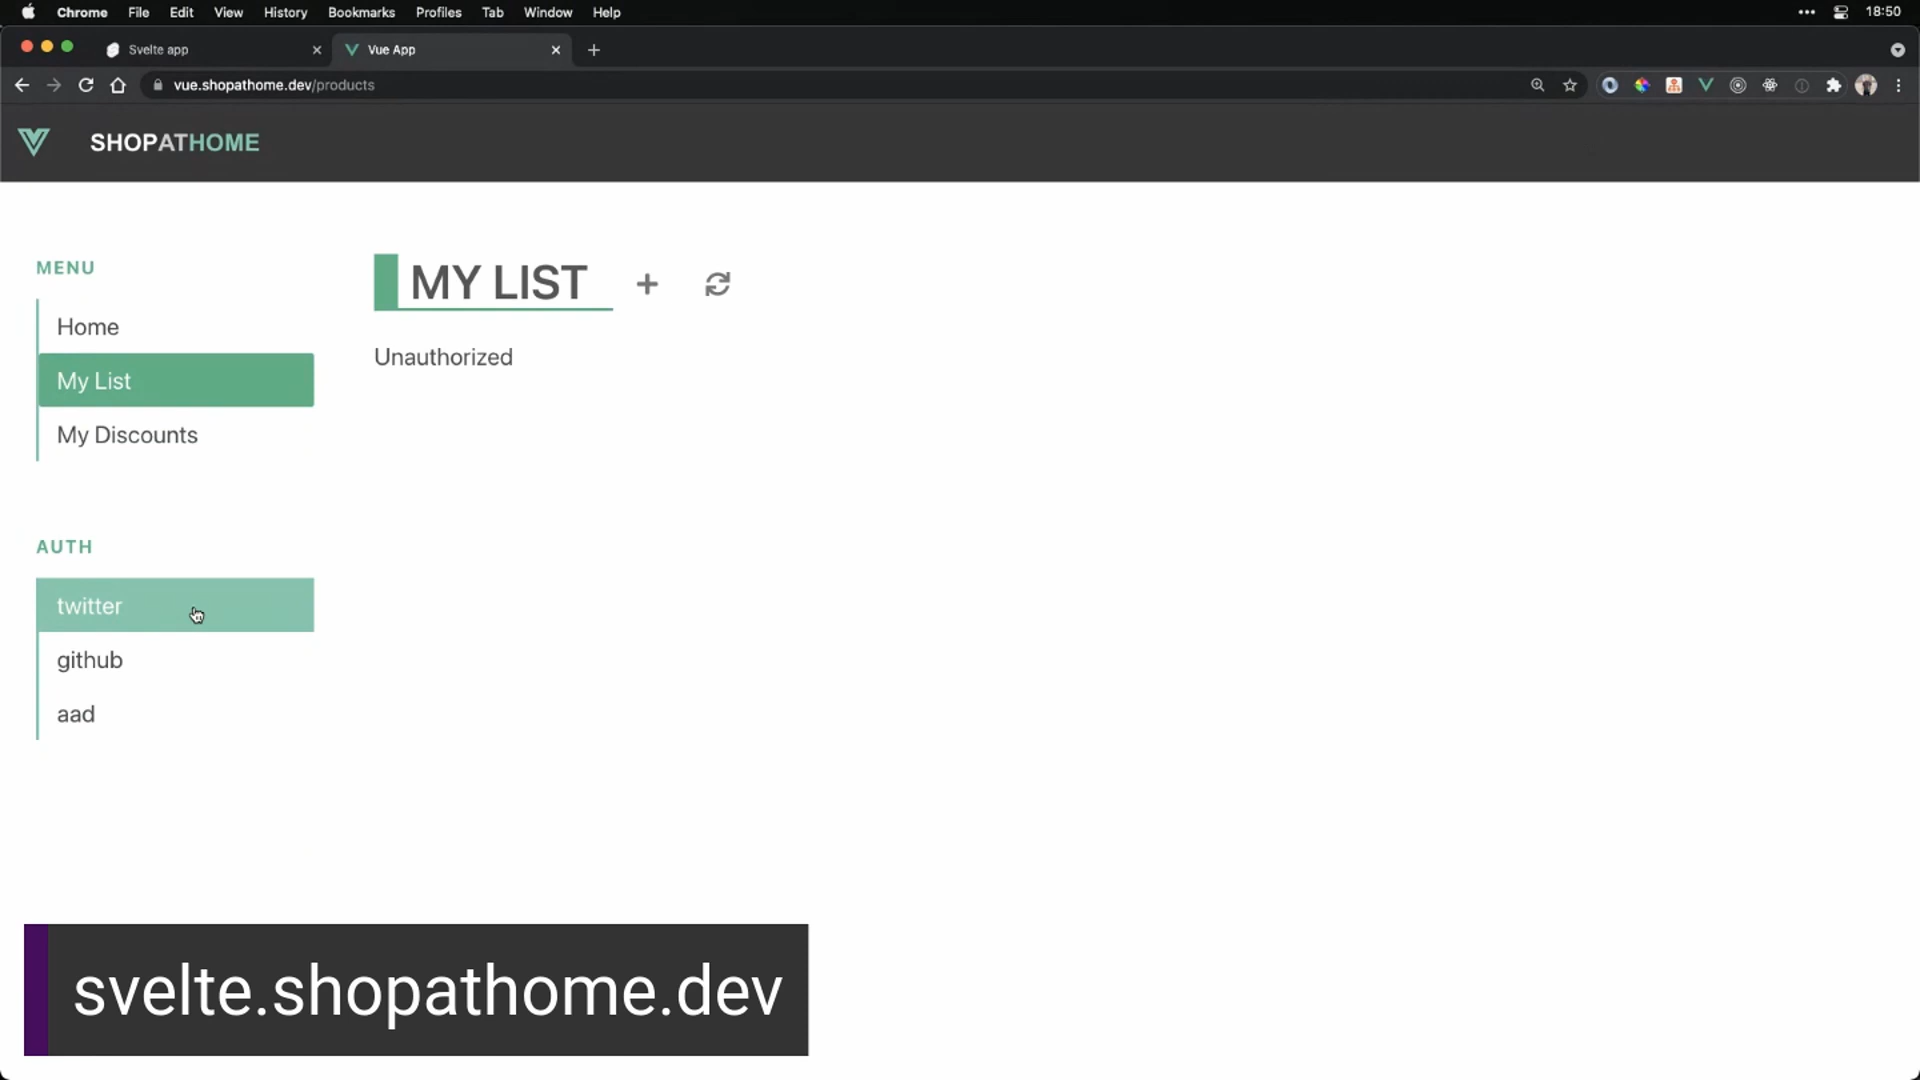 Chrome File Edit View History Bookmarks Profiles Tab Window Help 18:50
Svelte app Vue App
vue.shopathome.dev/products
SHOPATHOME
MENU
Home
My List
My Discounts
AUTH
twitter
github
aad
MY LIST
Unauthorized
svelte.shopathome.dev